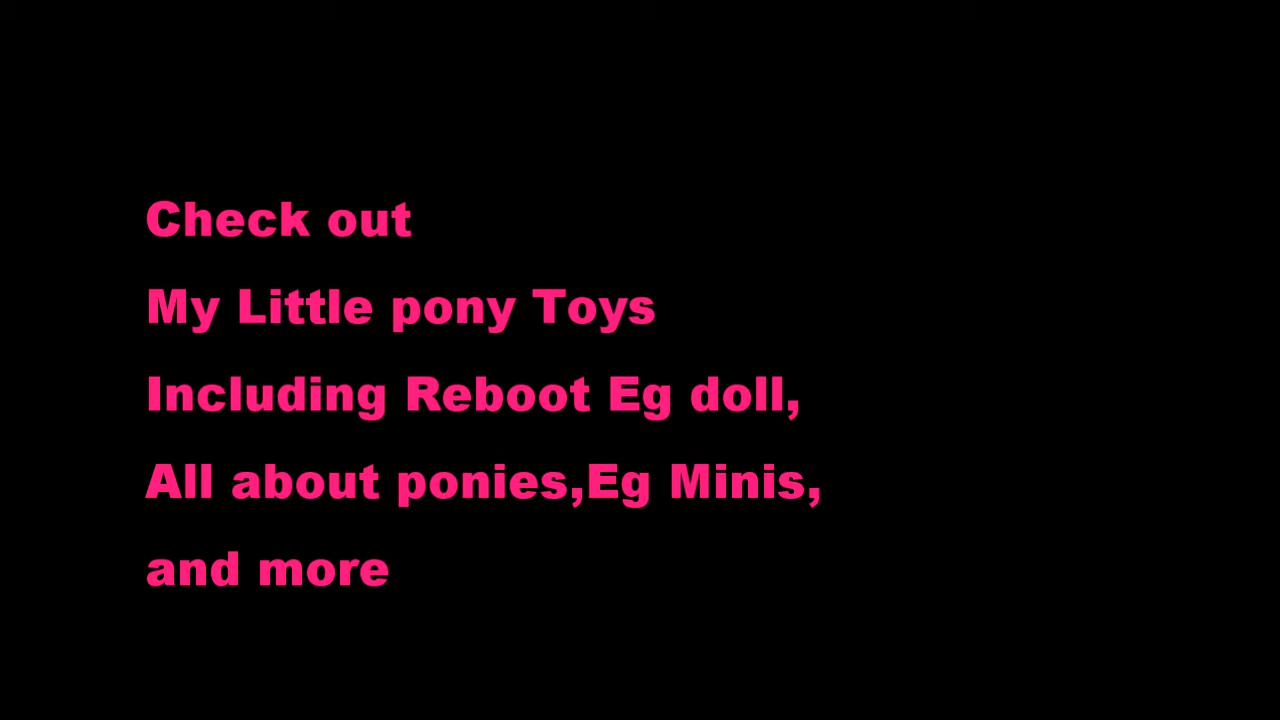 Check out
My Little pony Toys
Including Reboot Eg doll,
All about ponies,Eg Minis,
and more